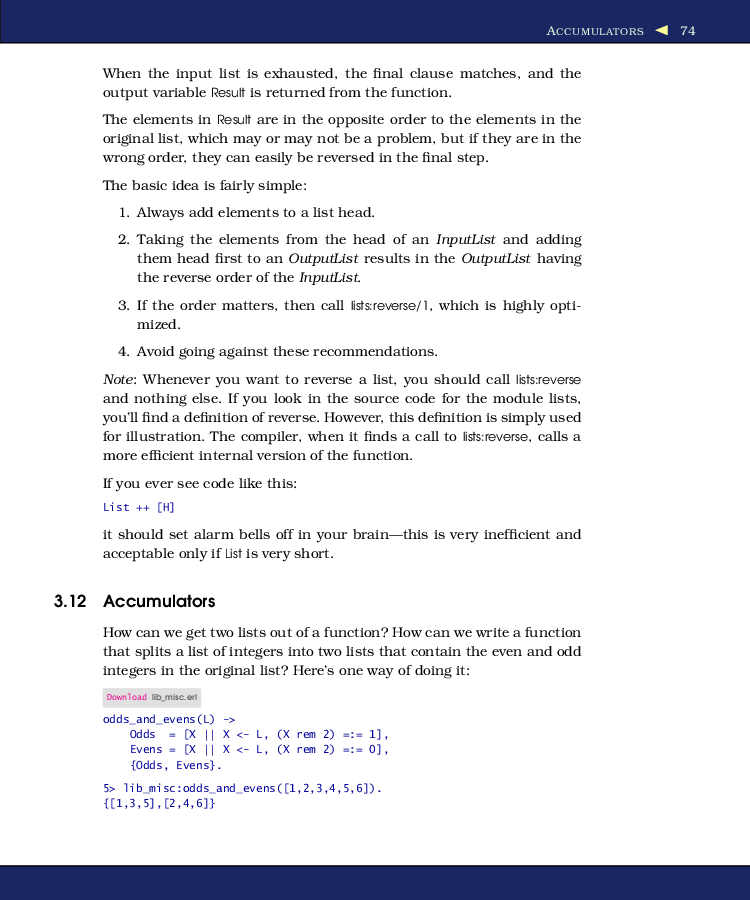 ACCUMULATORS ◀ 74
When the input list is exhausted, the final clause matches, and the
output variable Result is returned from the function.
The elements in Result are in the opposite order to the elements in the
original list, which may or may not be a problem, but if they are in the
wrong order, they can easily be reversed in the final step.
The basic idea is fairly simple:
1. Always add elements to a list head.
2. Taking the elements from the head of an InputList and adding
them head first to an OutputList results in the OutputList having
the reverse order of the InputList.
3. If the order matters, then call lists:reverse/1, which is highly opti-
mized.
4. Avoid going against these recommendations.
Note: Whenever you want to reverse a list, you should call lists:reverse
and nothing else. If you look in the source code for the module lists,
you'll find a definition of reverse. However, this definition is simply used
for illustration. The compiler, when it finds a call to lists:reverse, calls a
more efficient internal version of the function.
If you ever see code like this:
List ++ [H]
it should set alarm bells off in your brain—this is very inefficient and
acceptable only if List is very short.
3.12 Accumulators
How can we get two lists out of a function? How can we write a function
that splits a list of integers into two lists that contain the even and odd
integers in the original list? Here's one way of doing it:
Download lib_misc.erl
odds_and_evens(L) ->
    Odds  = [X || X <- L, (X rem 2) =:= 1],
    Evens = [X || X <- L, (X rem 2) =:= 0],
    {Odds, Evens}.
5> lib_misc:odds_and_evens([1,2,3,4,5,6]).
{[1,3,5],[2,4,6]}